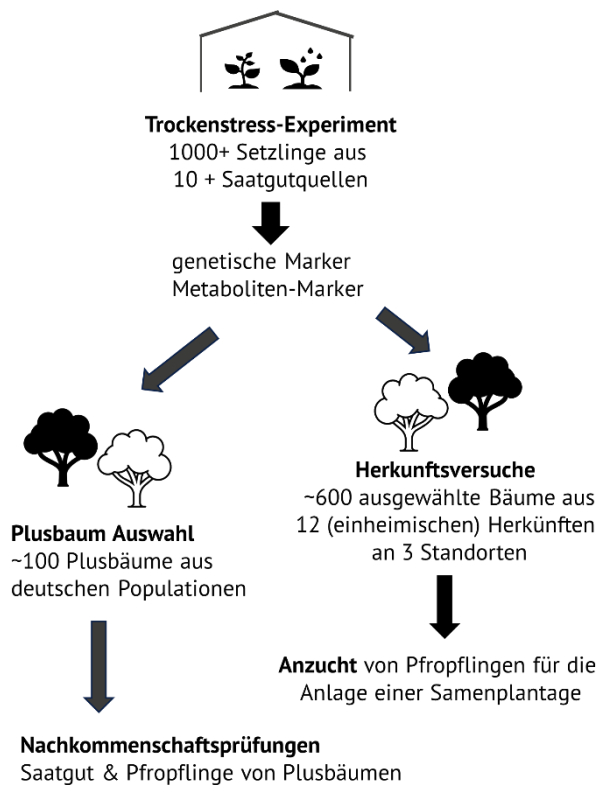 Trockenstress-Experiment
1000+ Setzlinge aus
10 + Saatgutquellen
genetische Marker
Metaboliten-Marker
Plusbaum Auswahl
~100 Plusbäume aus
deutschen Populationen
Herkunftsversuche
~600 ausgewählte Bäume aus
12 (einheimischen) Herkünften
an 3 Standorten
Anzucht von Pfropflingen für die
Anlage einer Samenplantage
Nachkommenschaftsprüfungen
Saatgut & Pfropflinge von Plusbäumen